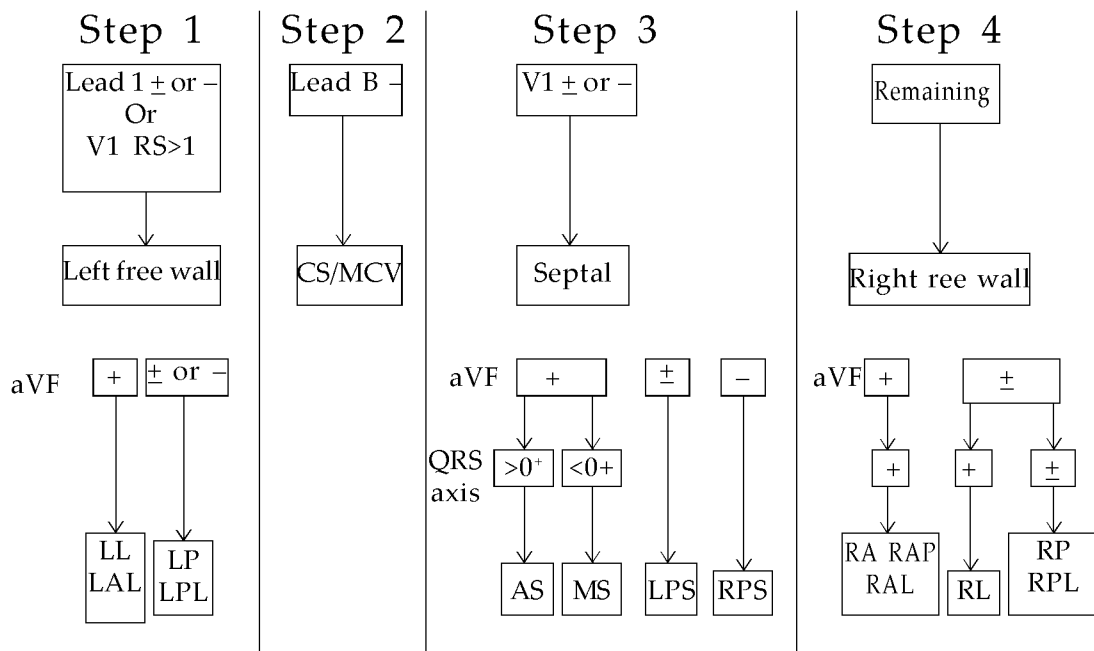 Step 1
Lead 1 ± or –
Or
V1 RS>1
Left free wall
aVF
+
± or –
LL
LAL
LP
LPL
Step 2
Lead B –
CS/MCV
Step 3
V1 ± or –
Septal
aVF
+
±
–
QRS
axis
>0⁺
<0+
AS
MS
LPS
RPS
Step 4
Remaining
Right ree wall
aVF
+
±
+
+
±
RA RAP
RAL
RL
RP
RPL